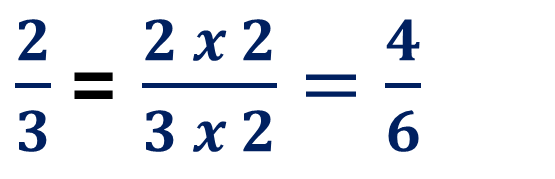 2/3 = 2 x 2/3 x 2 = 4/6